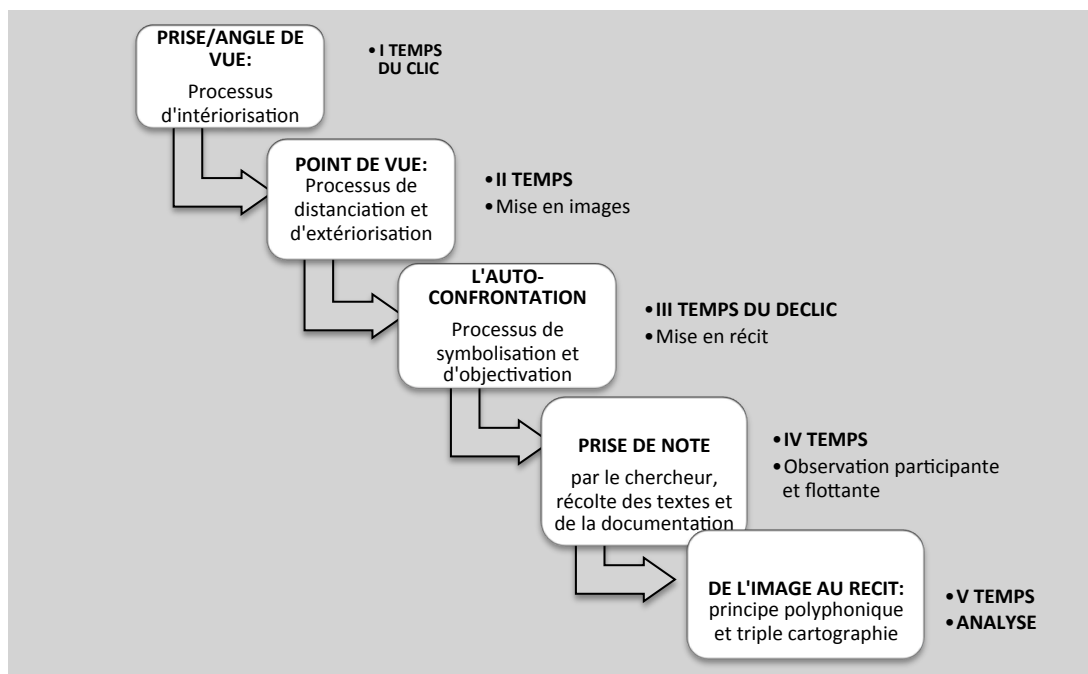 PRISE/ANGLE DE
VUE:
Processus
d'intériorisation
• I TEMPS
DU CLIC
POINT DE VUE:
Processus de
distanciation et
d'extériorisation
• II TEMPS
• Mise en images
L'AUTO-
CONFRONTATION
Processus de
symbolisation et
d'objectivation
• III TEMPS DU DECLIC
• Mise en récit
PRISE DE NOTE
par le chercheur,
récolte des textes et
de la documentation
• IV TEMPS
• Observation participante
et flottante
DE L'IMAGE AU RECIT:
principe polyphonique
et triple cartographie
• V TEMPS
• ANALYSE